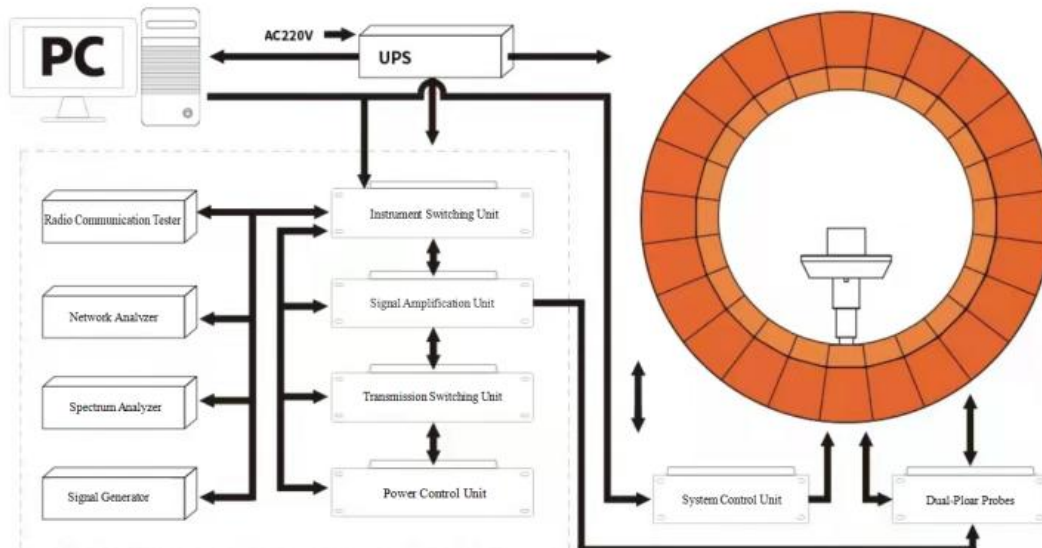 PC
AC220V
UPS
Radio Communication Tester
Instrument Switching Unit
Network Analyzer
Signal Amplification Unit
Spectrum Analyzer
Transmission Switching Unit
Signal Generator
Power Control Unit
System Control Unit
Dual-Ploar Probes